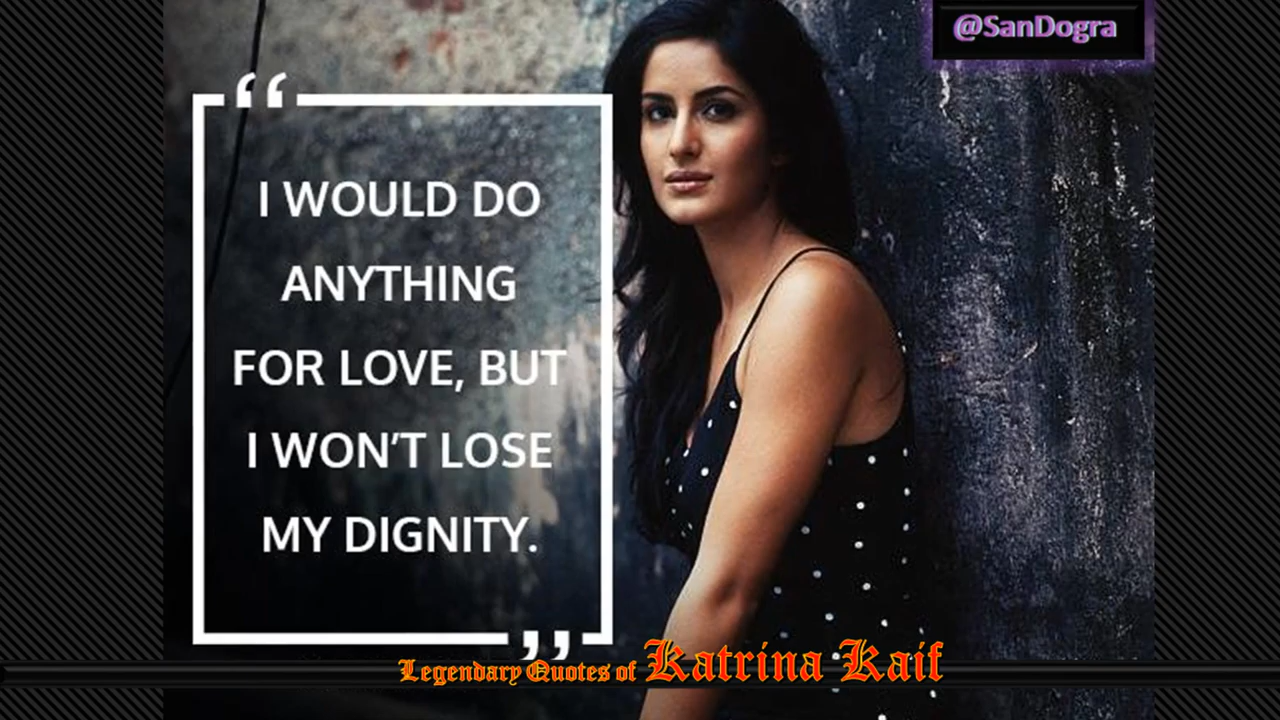 @SanDogra
“
I WOULD DO
ANYTHING
FOR LOVE, BUT
I WON’T LOSE
MY DIGNITY.
”
Legendary Quotes of Katrina Kaif